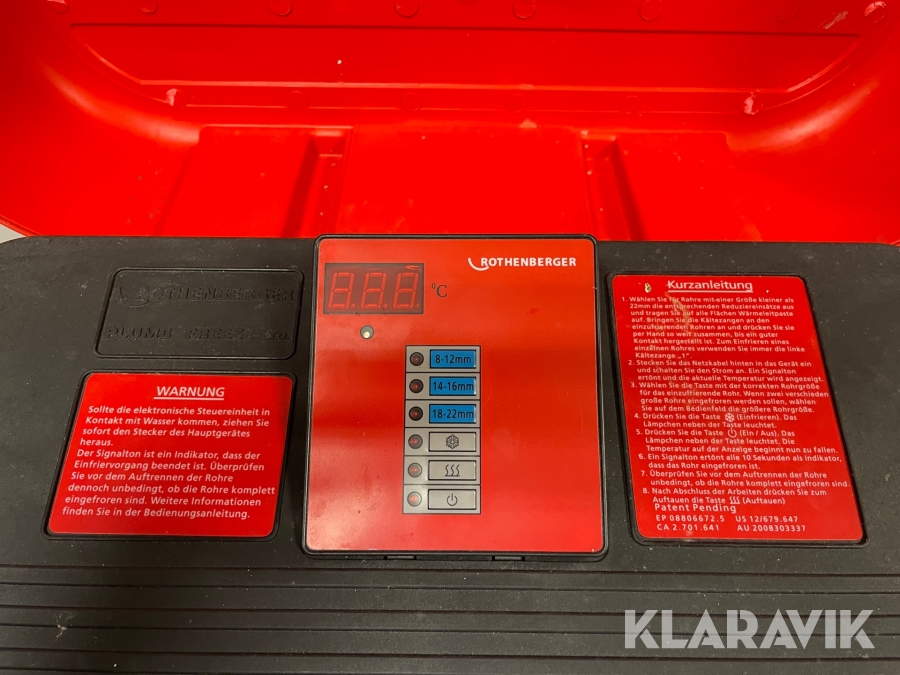 ROTHENBERGER
ROTHENBERGER
°C
8-12mm
14-16mm
18-22mm
WARNUNG
Sollte die elektronische Steuereinheit in
Kontakt mit Wasser kommen, ziehen Sie
sofort den Stecker des Hauptgerätes
heraus.
Der Signalton ist ein Indikator, dass der
Einfriervorgang beendet ist. Überprüfen
Sie vor dem Auftrennen der Rohre
dennoch unbedingt, ob die Rohre komplett
eingefroren sind. Weitere Informationen
finden Sie in der Bedienungsanleitung.
Kurzanleitung
1. Wählen Sie für Rohre mit einer Größe kleiner als
22mm die entsprechenden Reduziereinsätze aus
und tragen Sie auf alle Flächen Wärmeleitpaste
auf. Bringen Sie die Kältezangen an den
einzufrierenden Rohren an und drücken Sie sie
per Hand so weit zusammen, bis ein guter
Kontakt hergestellt ist. Zum Einfrieren eines
einzelnen Rohres verwenden Sie immer die linke
Kältezange „1".
2. Stecken Sie das Netzkabel hinten in das Gerät ein
und schalten Sie den Strom an. Ein Signalton
ertönt und die aktuelle Temperatur wird angezeigt.
3. Wählen Sie die Taste mit der korrekten Rohrgröße
für das einzufrierende Rohr. Wenn zwei verschieden
große Rohre eingefroren werden sollen, wählen
Sie auf dem Bedienfeld die größere Rohrgröße.
4. Drücken Sie die Taste (Einfrieren). Das
Lämpchen neben der Taste leuchtet.
5. Drücken Sie die Taste (Ein / Aus). Das
Lämpchen neben der Taste leuchtet. Die
Temperatur auf der Anzeige beginnt nun zu fallen.
6. Ein Signalton ertönt alle 10 Sekunden als Indikator,
dass das Rohr eingefroren ist.
7. Überprüfen Sie vor dem Auftrennen der Rohre
unbedingt, ob die Rohre komplett eingefroren sind
8. Nach Abschluss der Arbeiten drücken Sie zum
Auftauen die Taste (Auftauen)
Patent Pending
EP 08806672.5 US 12/679.647
CA 2.701.641 AU 2008303337
KLARAVIK